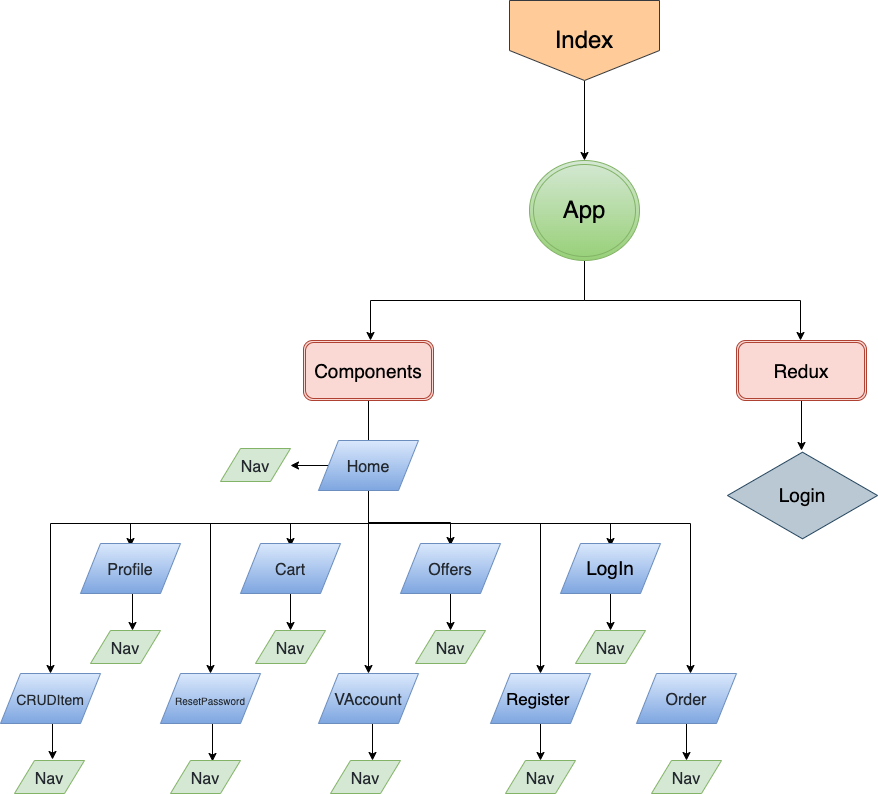 Index
App
Components
Redux
Nav
Home
Login
Profile
Cart
Offers
LogIn
Nav
Nav
Nav
Nav
CRUDItem
ResetPassword
VAccount
Register
Order
Nav
Nav
Nav
Nav
Nav